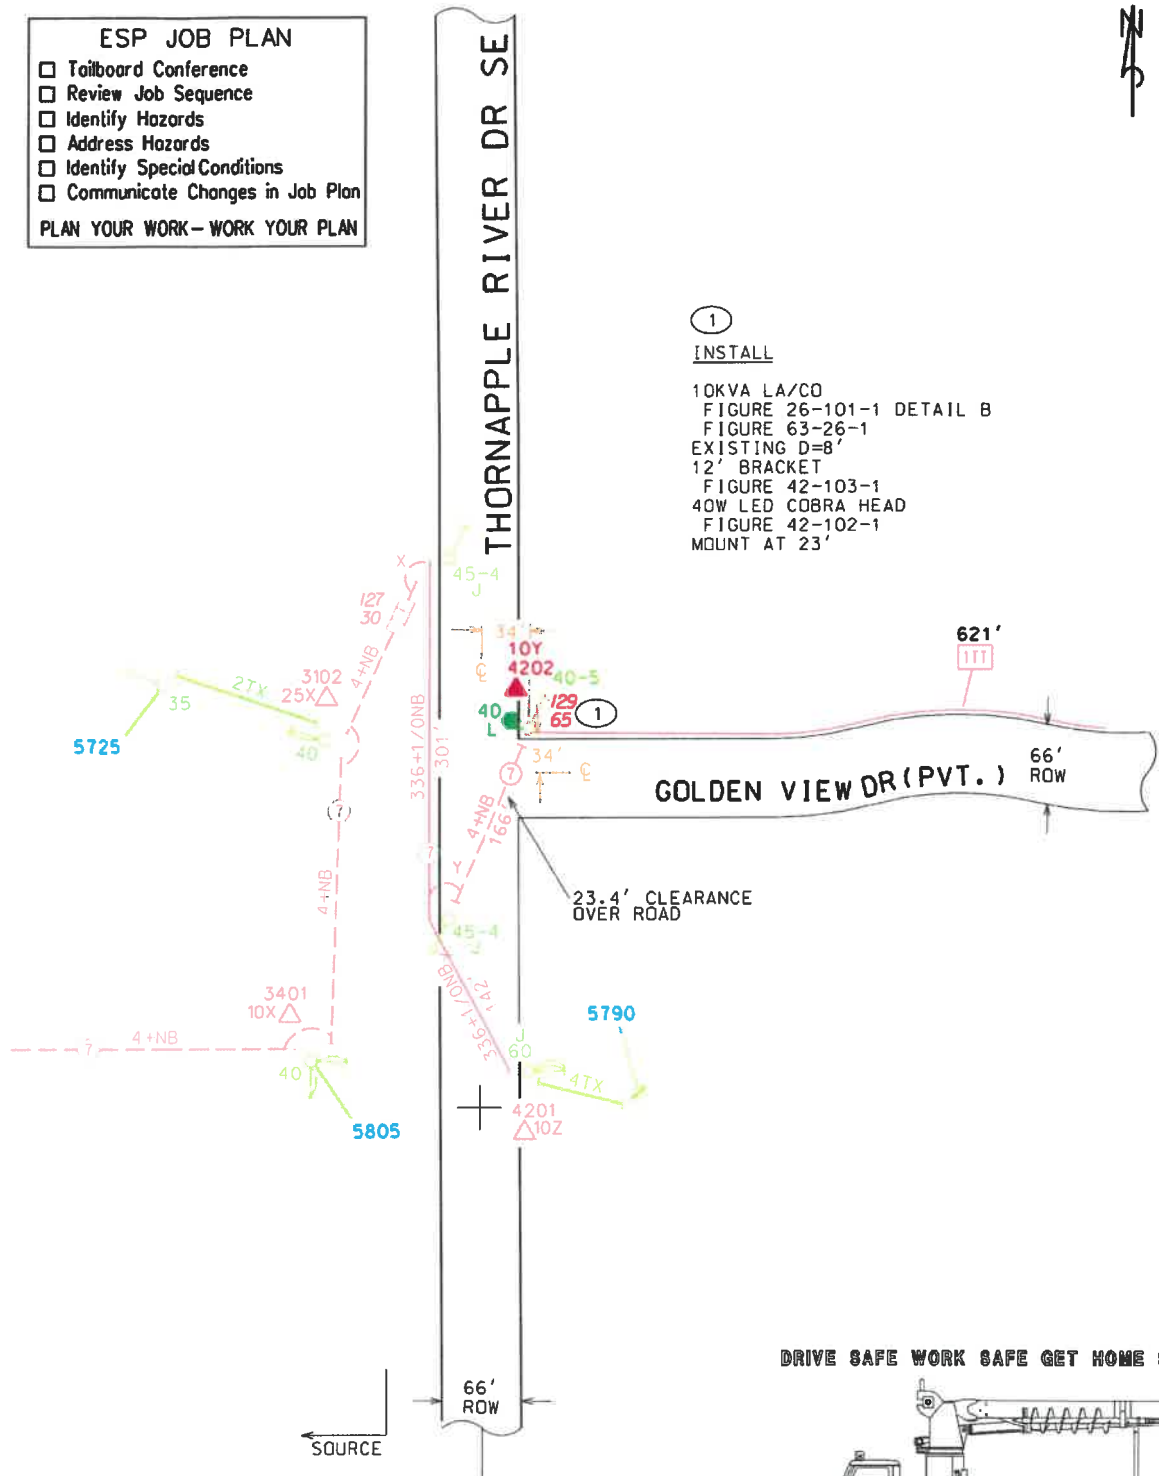 ESP JOB PLAN
Tailboard Conference
Review Job Sequence
Identify Hazards
Address Hazards
Identify Special Conditions
Communicate Changes in Job Plan
PLAN YOUR WORK-WORK YOUR PLAN
N
THORNAPPLE RIVER DR SE
1
INSTALL
10KVA LA/CO
FIGURE 26-101-1 DETAIL B
FIGURE 63-26-1
EXISTING D=8'
12' BRACKET
FIGURE 42-103-1
40W LED COBRA HEAD
FIGURE 42-102-1
MOUNT AT 23'
X
45-4
J
127
30
T
4+NB
34'
10Y
4202
40-5
℄
129
65
1
40
L
621'
1TT
3102
25X
2TX
35
5725
40
336+1/0NB
301'
34'
℄
7
66'
ROW
GOLDEN VIEW DR (PVT.)
4+NB
166'
7
7
Y
4+NB
23.4' CLEARANCE
OVER ROAD
45-4
J
336+1/0NB
142'
3401
10X
7
4+NB
5790
J
60
4TX
40
5805
4201
10Z
DRIVE SAFE WORK SAFE GET HOME
66'
ROW
SOURCE